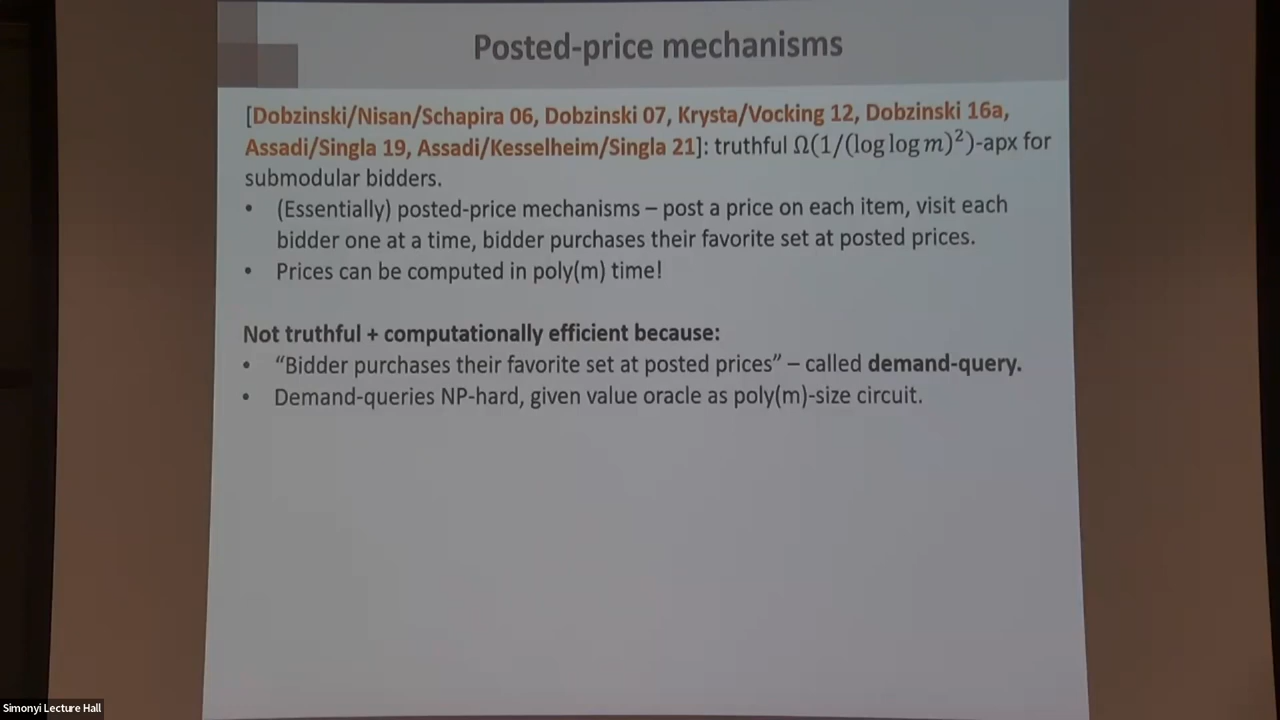 Posted-price mechanisms
[Dobzinski/Nisan/Schapira 06, Dobzinski 07, Krysta/Vocking 12, Dobzinski 16a,
Assadi/Singla 19, Assadi/Kesselheim/Singla 21]: truthful Ω(1/(log log m)²)-apx for
submodular bidders.
• (Essentially) posted-price mechanisms – post a price on each item, visit each
bidder one at a time, bidder purchases their favorite set at posted prices.
• Prices can be computed in poly(m) time!
Not truthful + computationally efficient because:
• “Bidder purchases their favorite set at posted prices” – called demand-query.
• Demand-queries NP-hard, given value oracle as poly(m)-size circuit.
Simonyi Lecture Hall